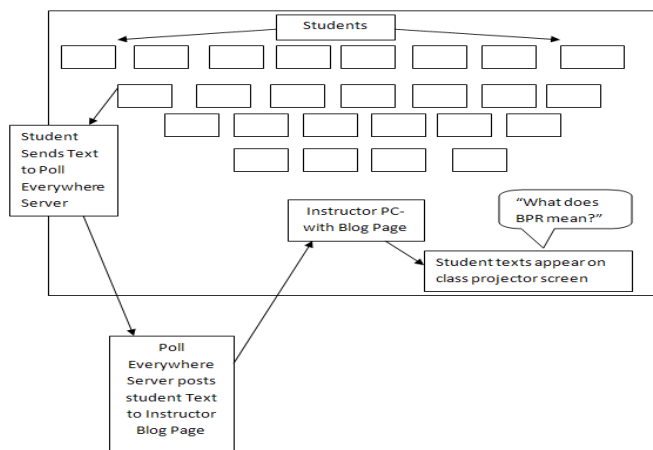 Students
Student
Sends Text
to Poll
Everywhere
Server
Instructor PC-
with Blog Page
“What does
BPR mean?”
Student texts appear on
class projector screen
Poll
Everywhere
Server posts
student Text
to Instructor
Blog Page